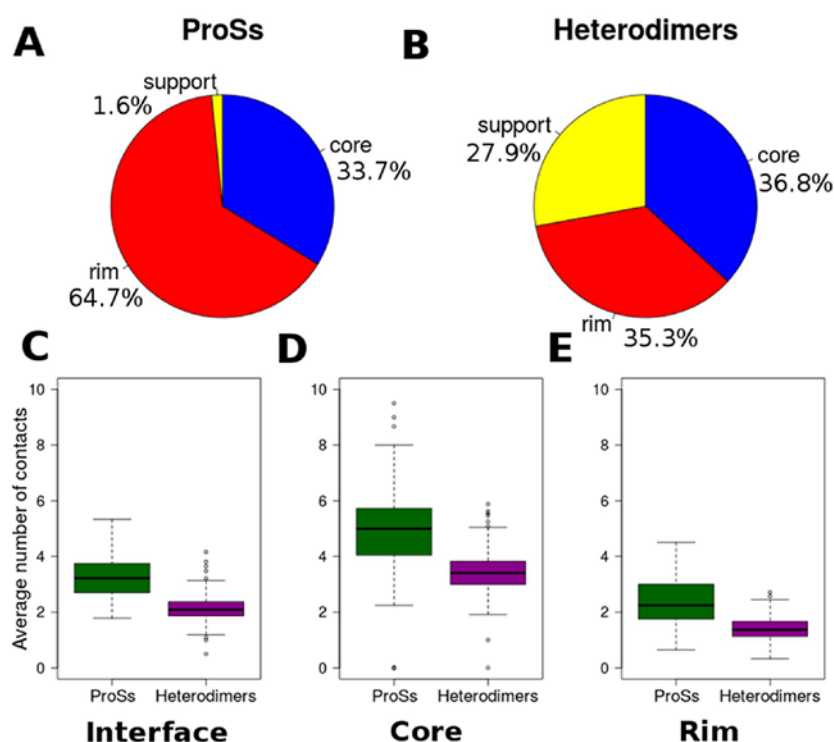 A
ProSs
B
Heterodimers
support
1.6%
core
33.7%
rim
64.7%
support
27.9%
core
36.8%
rim
35.3%
C
D
E
Average number of contacts
10
8
6
4
2
0
ProSs Heterodimers
Interface
10
8
6
4
2
0
ProSs Heterodimers
Core
10
8
6
4
2
0
ProSs Heterodimers
Rim